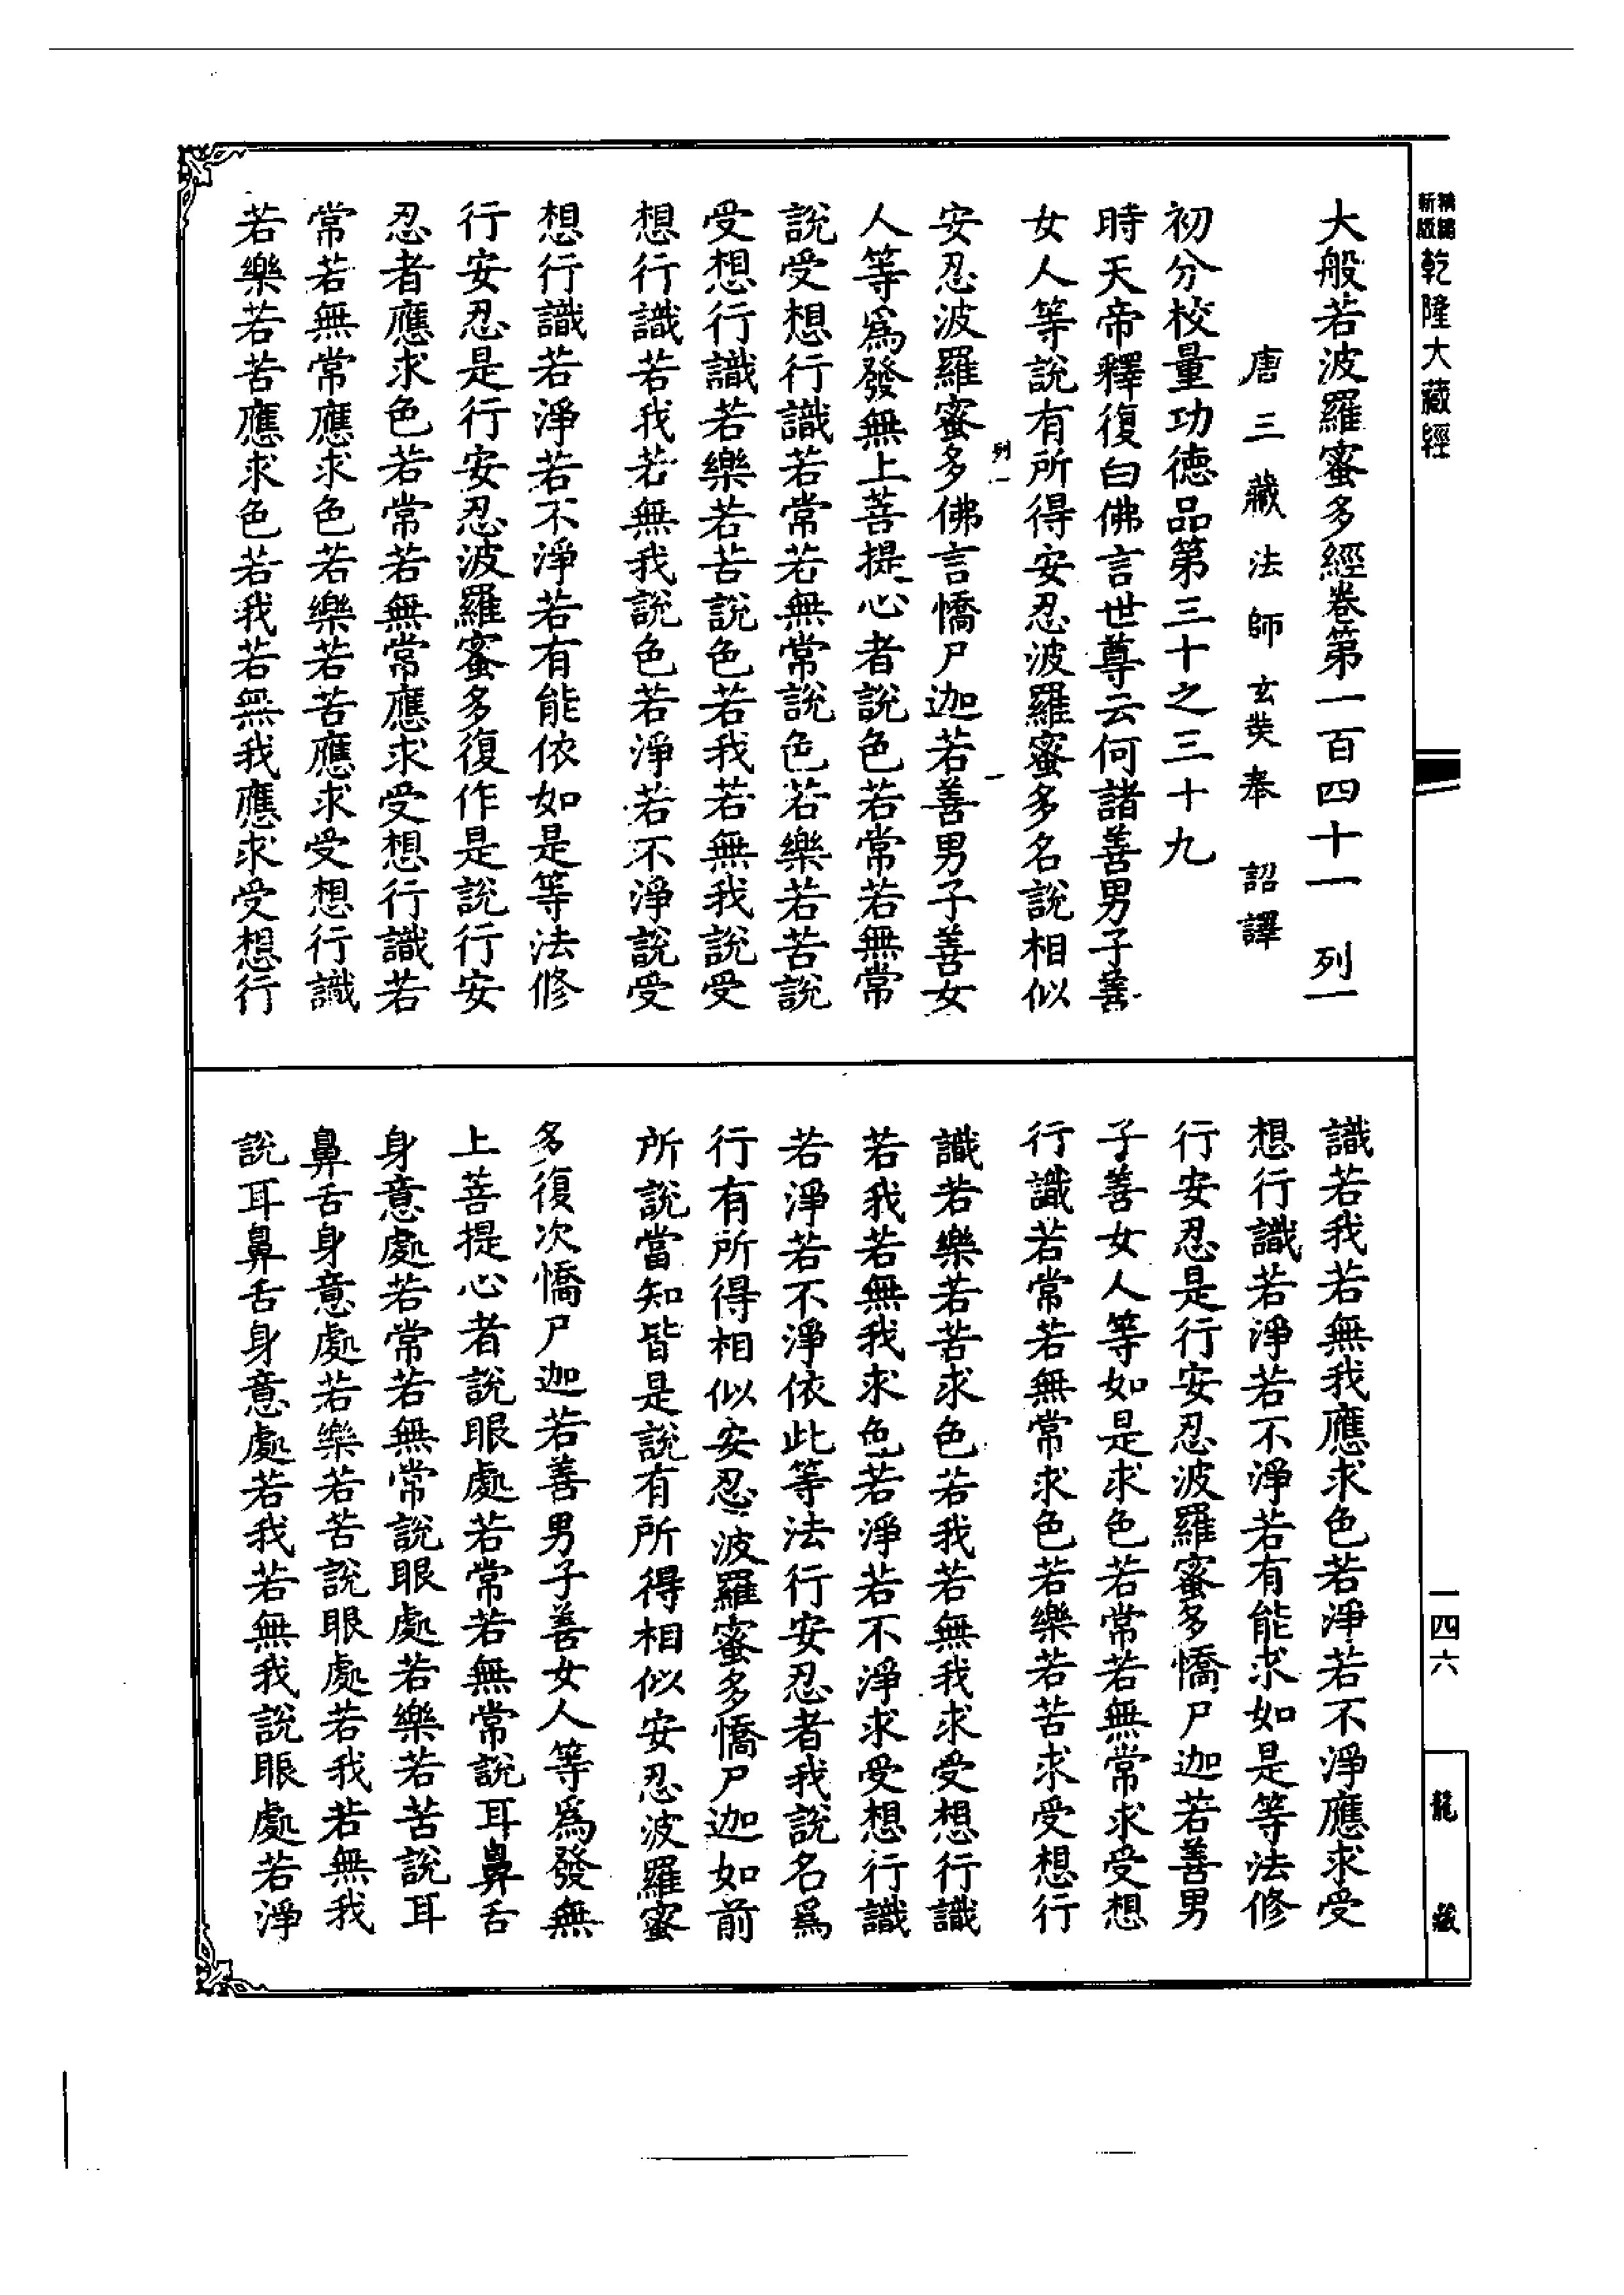 新版精編乾隆大藏經
大般若波羅蜜多經卷第一百四十一 列一
唐三藏法師玄奘奉 詔譯
初分校量功德品第三十之三十九
時天帝釋復白佛言世尊云何諸善男子善
女人等說有所得安忍波羅蜜多名說相似
列一 一
安忍波羅蜜多佛言憍尸迦若善男子善女
人等為發無上菩提心者說色若常若無常
說受想行識若常若無常說色若樂若苦說
受想行識若樂若苦說色若我若無我說受
想行識若我若無我說色若淨若不淨說受
想行識若淨若不淨若有能依如是等法修
行安忍是行安忍波羅蜜多復作是說行安
忍者應求色若常若無常應求受想行識若
常若無常應求色若樂若苦應求受想行識
若樂若苦應求色若我若無我應求受想行
識若我若無我應求色若淨若不淨應求受
想行識若淨若不淨若有能求如是等法修
行安忍是行安忍波羅蜜多憍尸迦若善男
子善女人等如是求色若常若無常求受想
行識若常若無常求色若樂若苦求受想行
識若樂若苦求色若我若無我求受想行識
若我若無我求色若淨若不淨求受想行識
若淨若不淨依此等法行安忍者我說名為
行有所得相似安忍波羅蜜多憍尸迦如前
所說當知皆是說有所得相似安忍波羅蜜
多復次憍尸迦若善男子善女人等為發無
上菩提心者說眼處若常若無常說耳鼻舌
身意處若常若無常說眼處若樂若苦說耳
鼻舌身意處若樂若苦說眼處若我若無我
說耳鼻舌身意處若我若無我說眼處若淨
一四六
龍藏